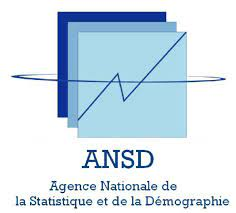 ANSD
Agence Nationale de
la Statistique et de la Démographie